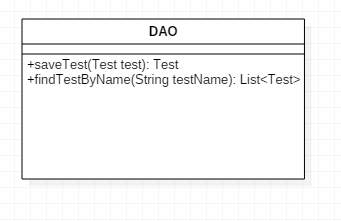 DAO
+saveTest(Test test): Test
+findTestByName(String testName): List<Test>